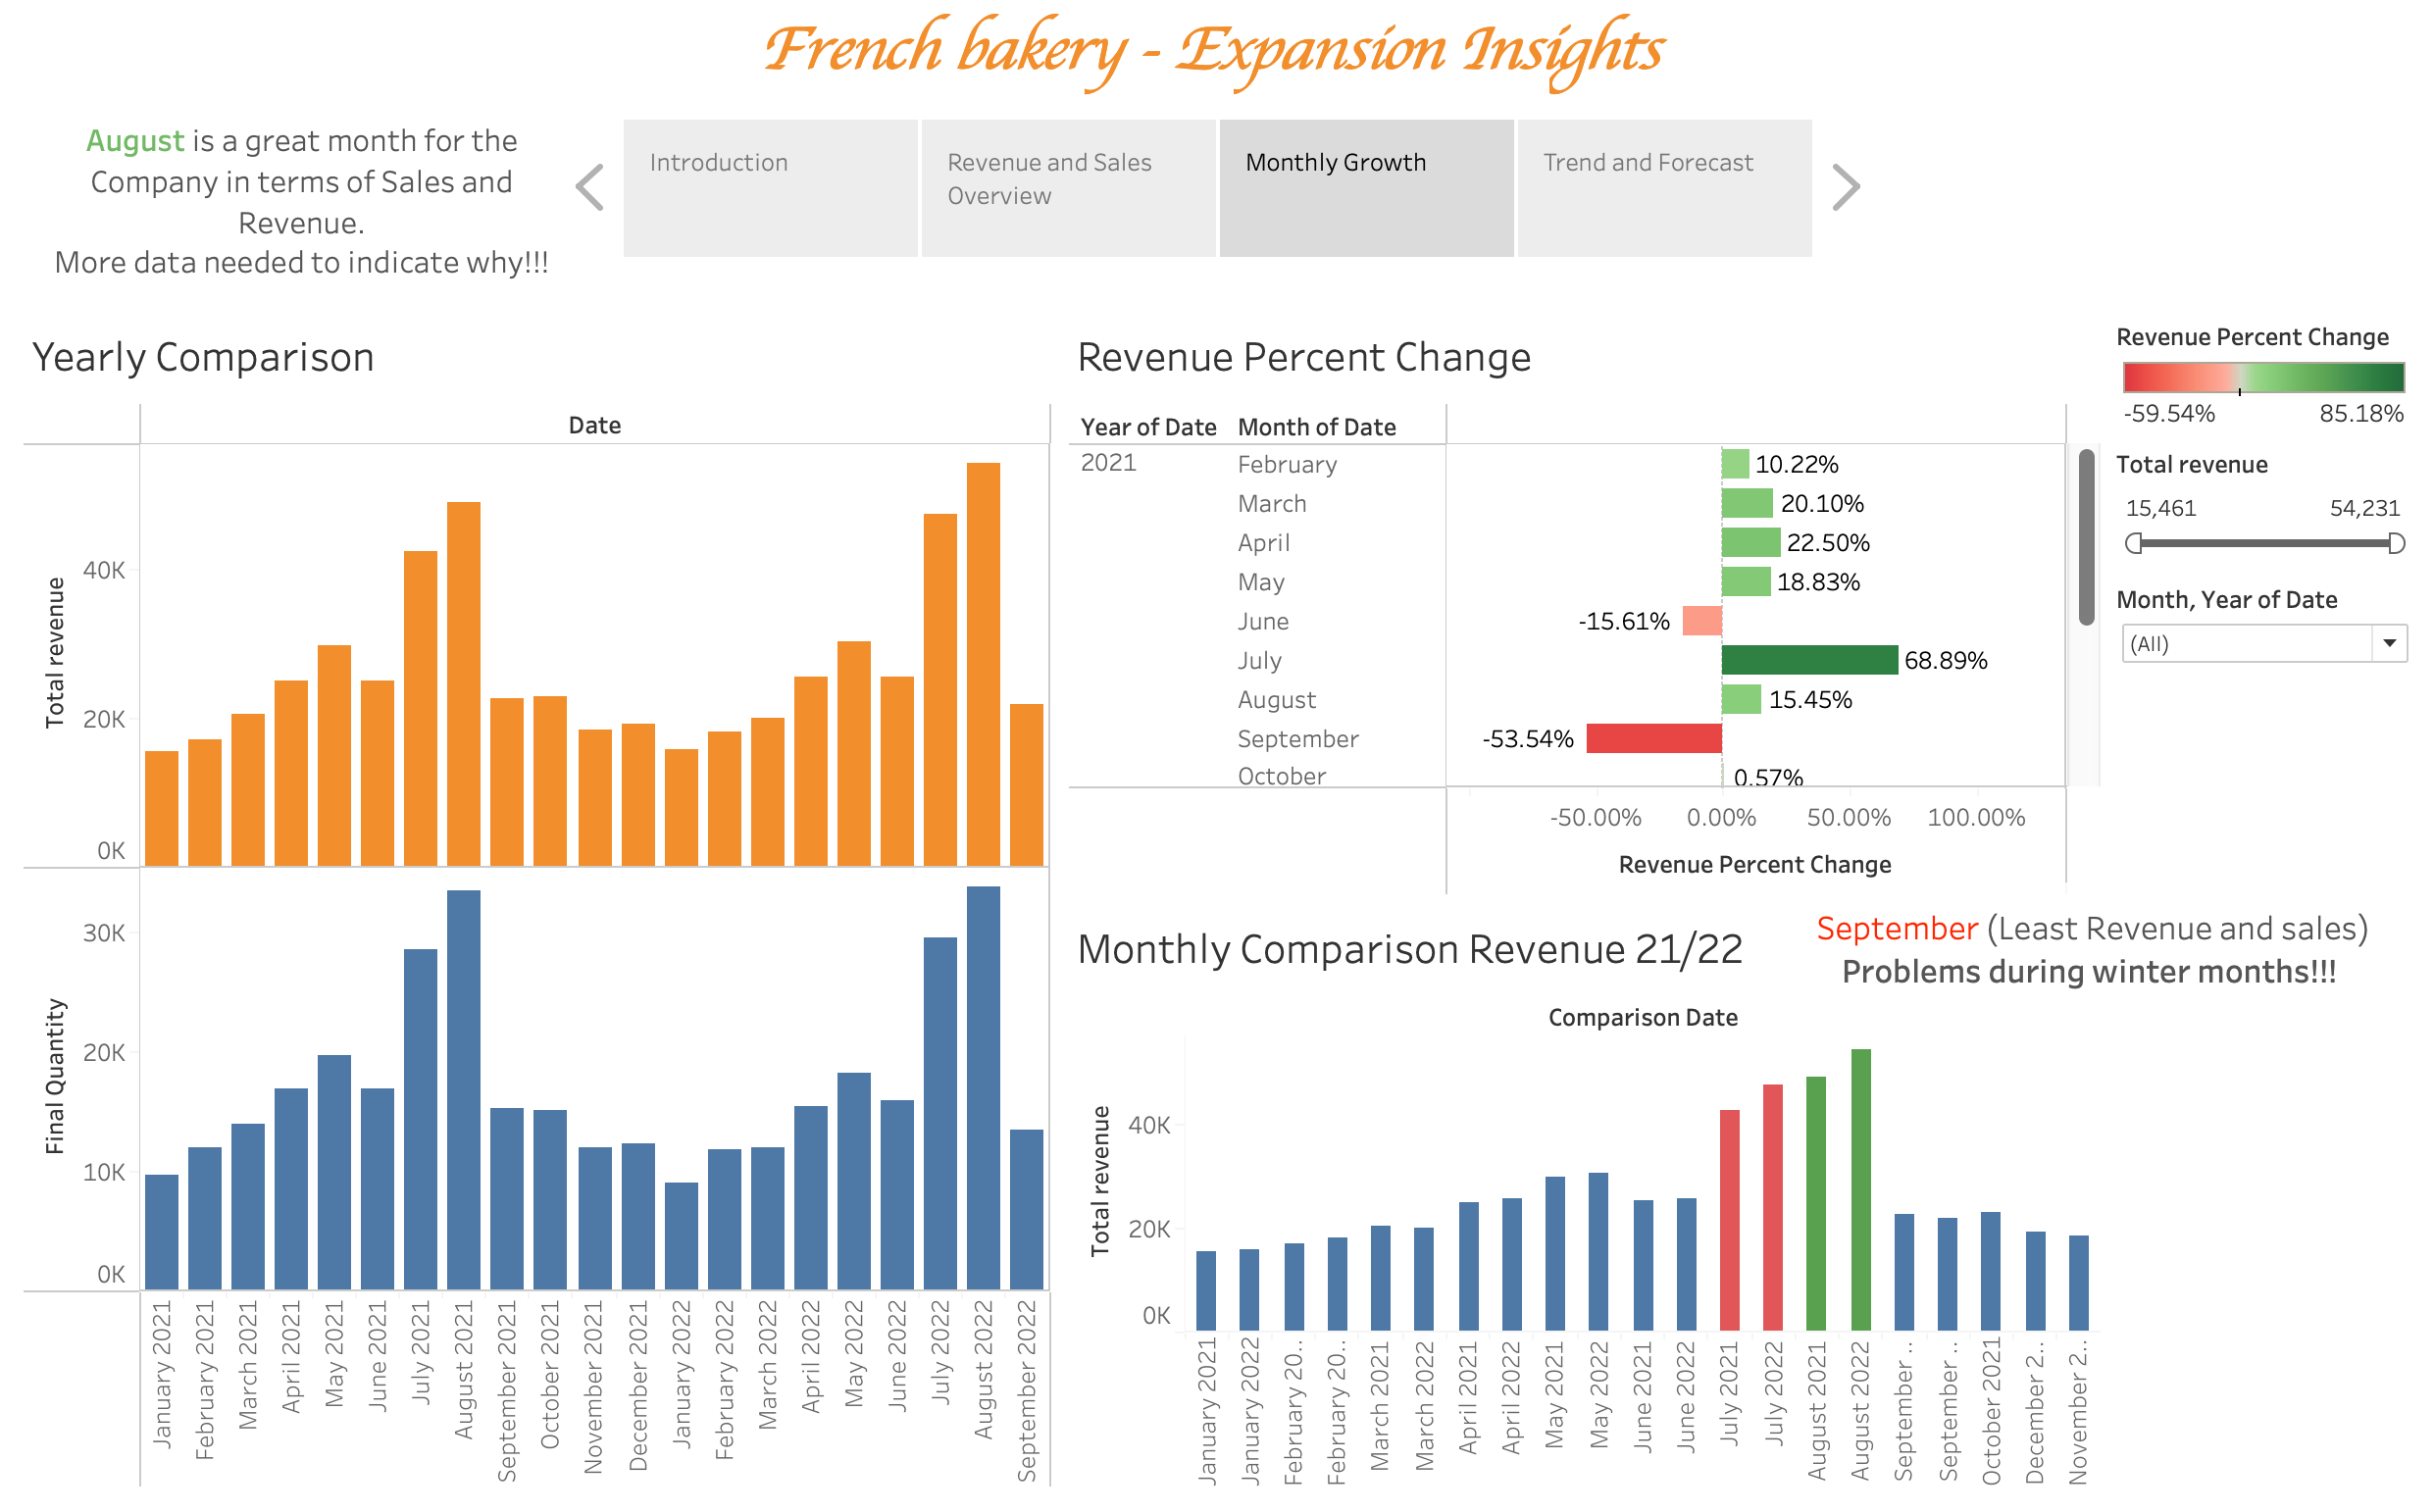 French bakery - Expansion Insights
August is a great month for the
Company in terms of Sales and
Revenue.
More data needed to indicate why!!!
Introduction
Revenue and Sales
Overview
Monthly Growth
Trend and Forecast
Yearly Comparison
Date
Total revenue
40K
20K
0K
Final Quantity
30K
20K
10K
0K
January 2021
February 2021
March 2021
April 2021
May 2021
June 2021
July 2021
August 2021
September 2021
October 2021
November 2021
December 2021
January 2022
February 2022
March 2022
April 2022
May 2022
June 2022
July 2022
August 2022
September 2022
Revenue Percent Change
Year of Date Month of Date
2021 February 10.22%
March 20.10%
April 22.50%
May 18.83%
June -15.61%
July 68.89%
August 15.45%
September -53.54%
October 0.57%
-50.00% 0.00% 50.00% 100.00%
Revenue Percent Change
Revenue Percent Change
-59.54% 85.18%
Total revenue
15,461 54,231
Month, Year of Date
(All)
Monthly Comparison Revenue 21/22
September (Least Revenue and sales)
Problems during winter months!!!
Comparison Date
Total revenue
40K
20K
0K
January 2021
January 2022
February 20..
February 20..
March 2021
March 2022
April 2021
April 2022
May 2021
May 2022
June 2021
June 2022
July 2021
July 2022
August 2021
August 2022
September ..
September ..
October 2021
December 2..
November 2..